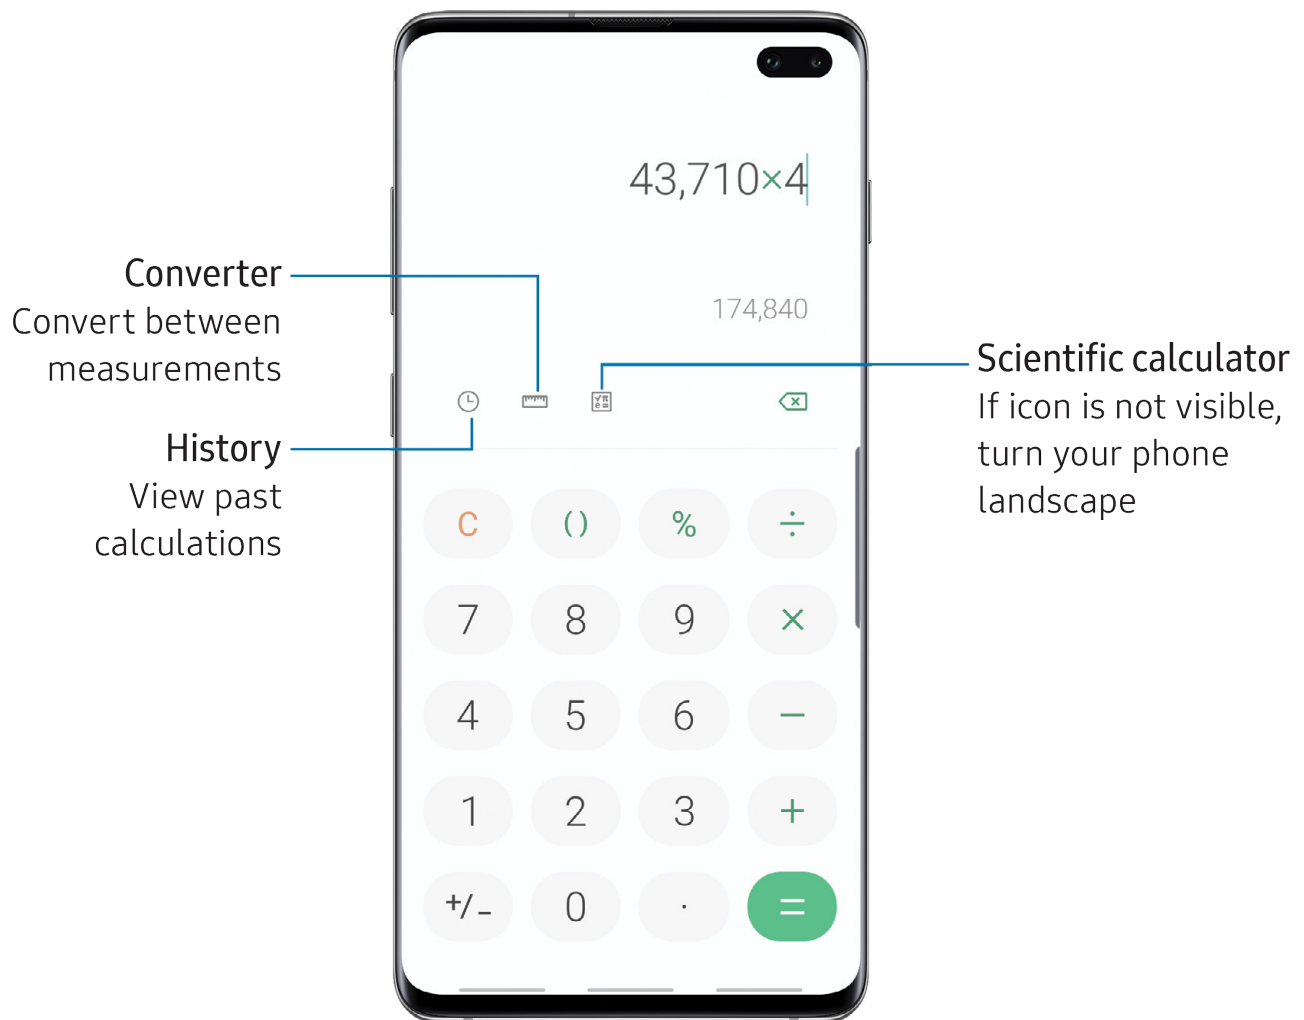 43,710×4
174,840
Converter
Convert between
measurements
History
View past
calculations
Scientific calculator
If icon is not visible,
turn your phone
landscape
√ π
e =
C ( ) % ÷
7 8 9 ×
4 5 6 −
1 2 3 +
+/− 0 . =